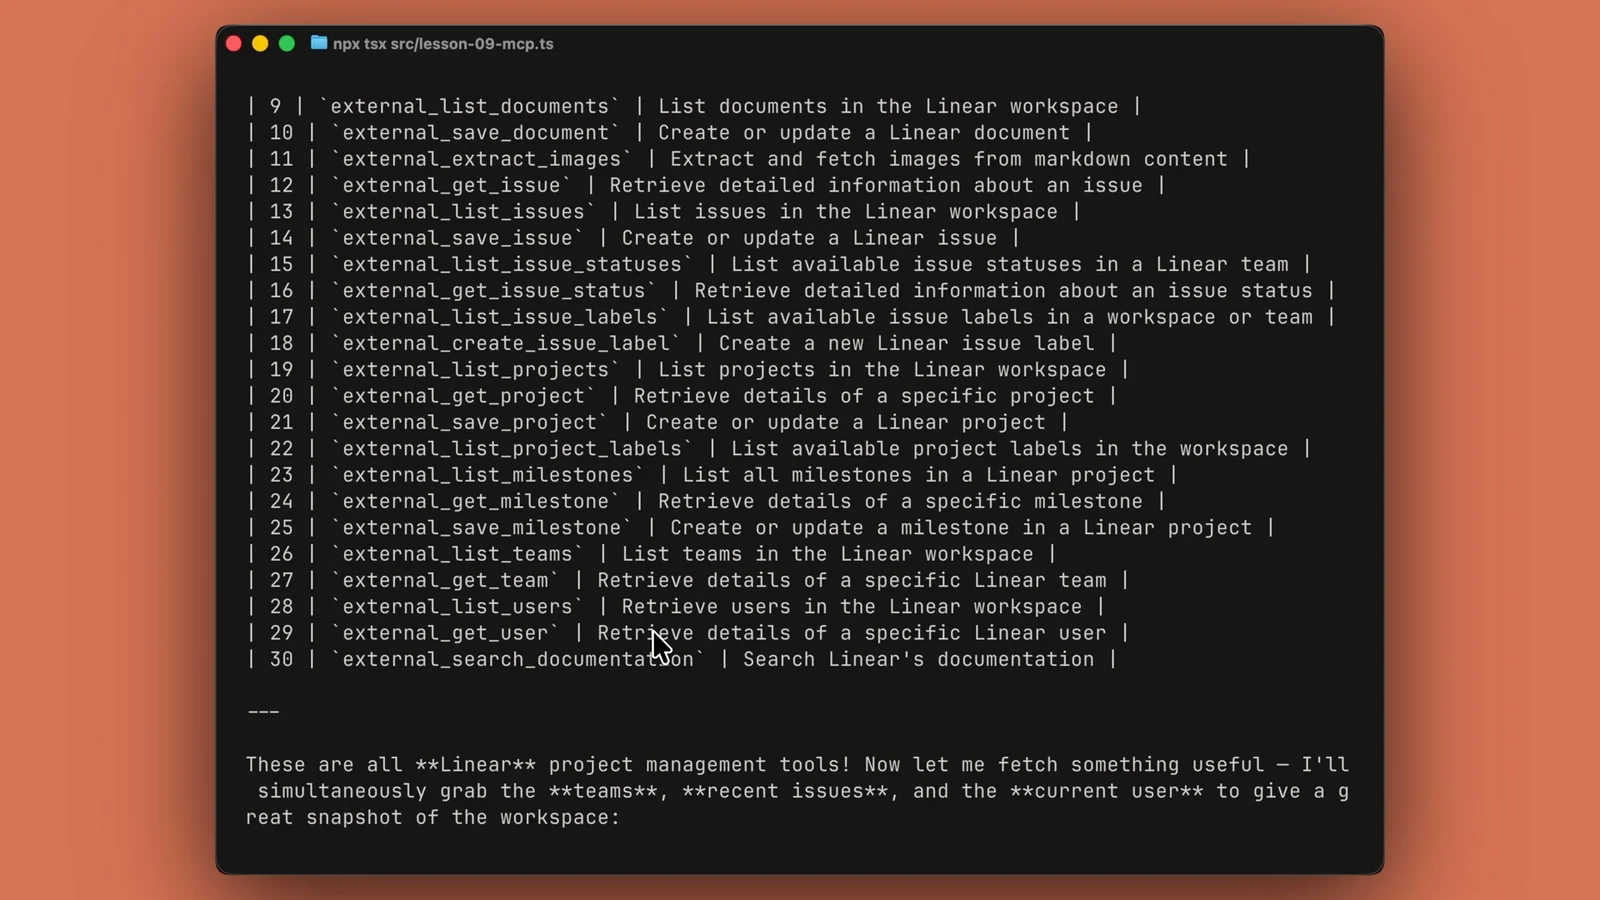 npx tsx src/lesson-09-mcp.ts
| 9 | `external_list_documents` | List documents in the Linear workspace |
| 10 | `external_save_document` | Create or update a Linear document |
| 11 | `external_extract_images` | Extract and fetch images from markdown content |
| 12 | `external_get_issue` | Retrieve detailed information about an issue |
| 13 | `external_list_issues` | List issues in the Linear workspace |
| 14 | `external_save_issue` | Create or update a Linear issue |
| 15 | `external_list_issue_statuses` | List available issue statuses in a Linear team |
| 16 | `external_get_issue_status` | Retrieve detailed information about an issue status |
| 17 | `external_list_issue_labels` | List available issue labels in a workspace or team |
| 18 | `external_create_issue_label` | Create a new Linear issue label |
| 19 | `external_list_projects` | List projects in the Linear workspace |
| 20 | `external_get_project` | Retrieve details of a specific project |
| 21 | `external_save_project` | Create or update a Linear project |
| 22 | `external_list_project_labels` | List available project labels in the workspace |
| 23 | `external_list_milestones` | List all milestones in a Linear project |
| 24 | `external_get_milestone` | Retrieve details of a specific milestone |
| 25 | `external_save_milestone` | Create or update a milestone in a Linear project |
| 26 | `external_list_teams` | List teams in the Linear workspace |
| 27 | `external_get_team` | Retrieve details of a specific Linear team |
| 28 | `external_list_users` | Retrieve users in the Linear workspace |
| 29 | `external_get_user` | Retrieve details of a specific Linear user |
| 30 | `external_search_documentation` | Search Linear's documentation |
---
These are all **Linear** project management tools! Now let me fetch something useful — I'll
simultaneously grab the **teams**, **recent issues**, and the **current user** to give a g
reat snapshot of the workspace: